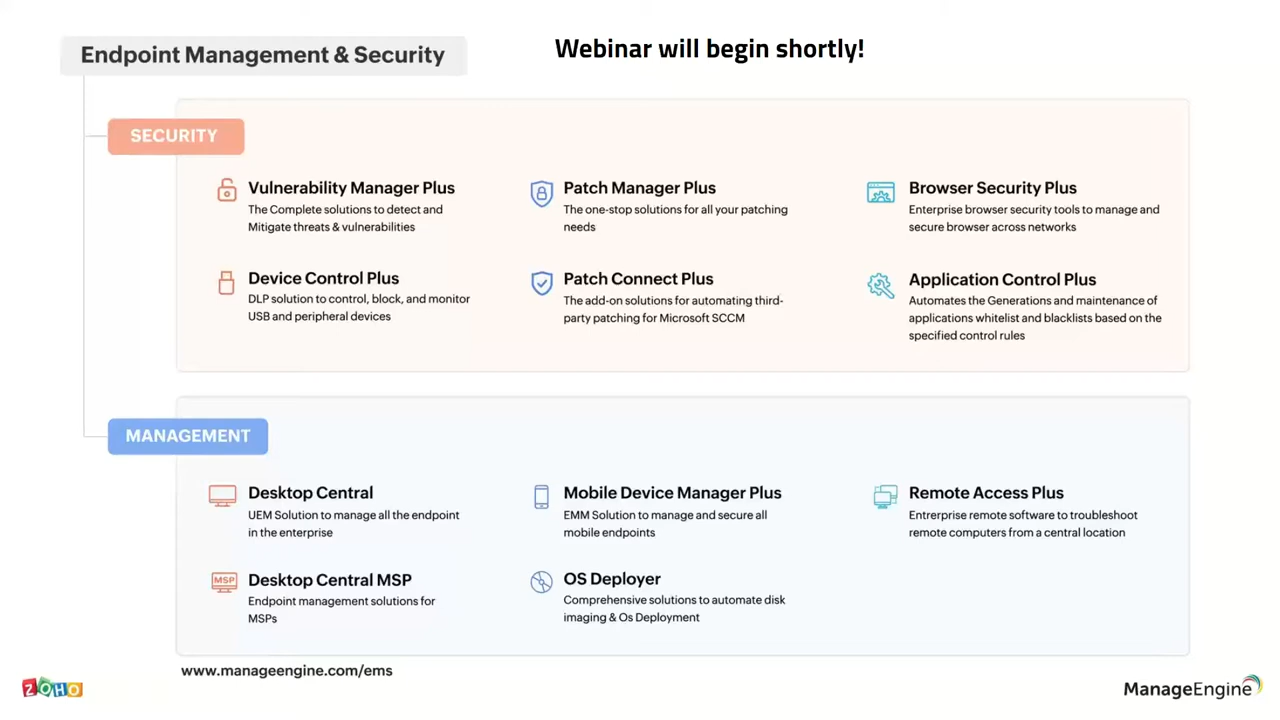 Endpoint Management & Security
Webinar will begin shortly!
SECURITY
Vulnerability Manager Plus
The Complete solutions to detect and
Mitigate threats & vulnerabilities
Patch Manager Plus
The one-stop solutions for all your patching
needs
Browser Security Plus
Enterprise browser security tools to manage and
secure browser across networks
Device Control Plus
DLP solution to control, block, and monitor
USB and peripheral devices
Patch Connect Plus
The add-on solutions for automating third-
party patching for Microsoft SCCM
Application Control Plus
Automates the Generations and maintenance of
applications whitelist and blacklists based on the
specified control rules
MANAGEMENT
Desktop Central
UEM Solution to manage all the endpoint
in the enterprise
Mobile Device Manager Plus
EMM Solution to manage and secure all
mobile endpoints
Remote Access Plus
Entrerprise remote software to troubleshoot
remote computers from a central location
MSP
Desktop Central MSP
Endpoint management solutions for
MSPs
OS Deployer
Comprehensive solutions to automate disk
imaging & Os Deployment
www.manageengine.com/ems
ZOHO
ManageEngine